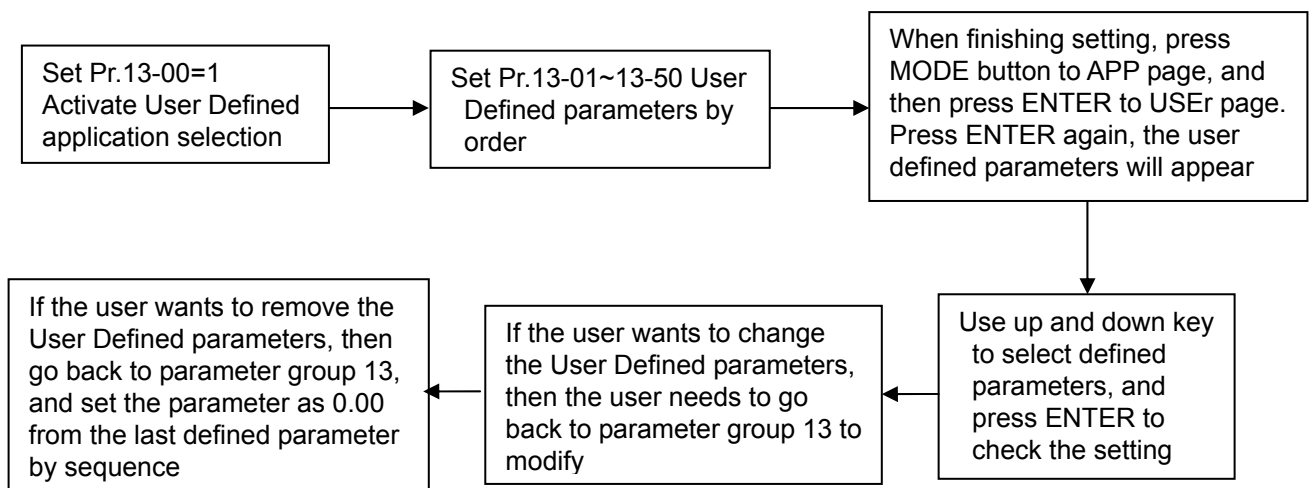 Set Pr.13-00=1
Activate User Defined
application selection
Set Pr.13-01~13-50 User
Defined parameters by
order
When finishing setting, press
MODE button to APP page, and
then press ENTER to USEr page.
Press ENTER again, the user
defined parameters will appear
Use up and down key
to select defined
parameters, and
press ENTER to
check the setting
If the user wants to change
the User Defined parameters,
then the user needs to go
back to parameter group 13 to
modify
If the user wants to remove the
User Defined parameters, then
go back to parameter group 13,
and set the parameter as 0.00
from the last defined parameter
by sequence